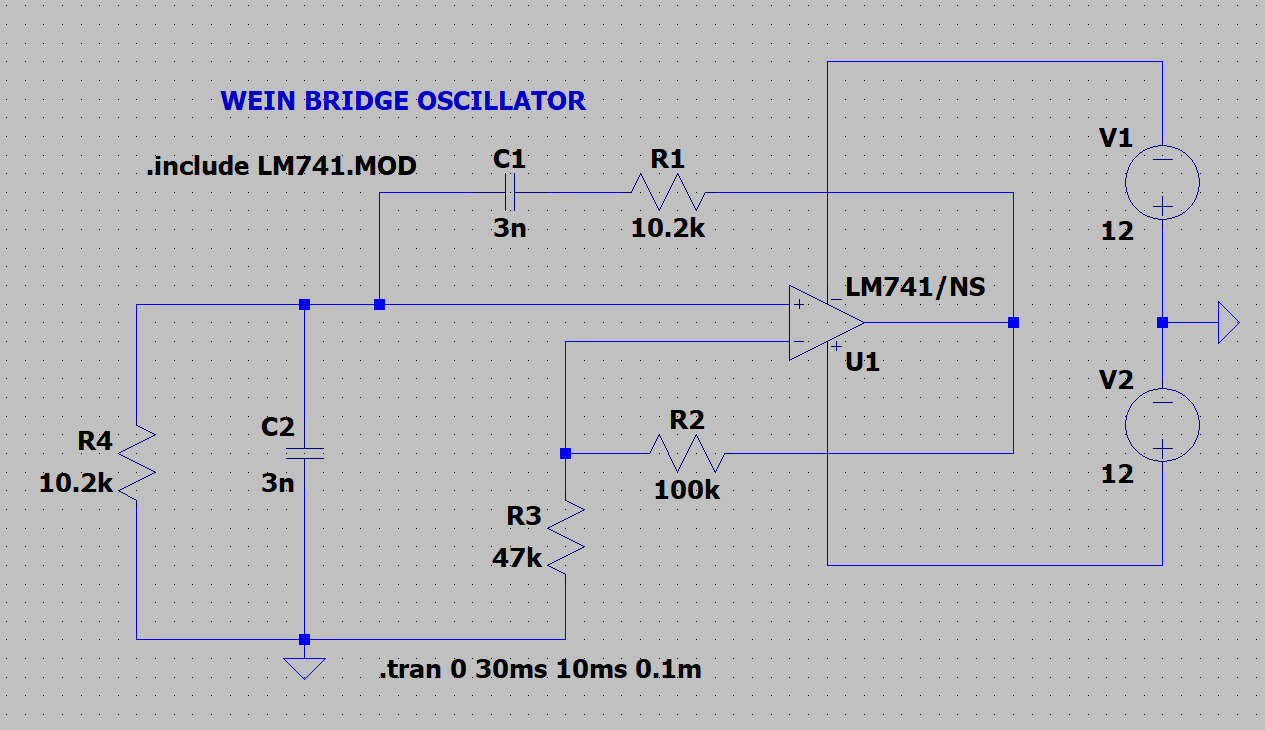 WEIN BRIDGE OSCILLATOR
.include LM741.MOD
C1
3n
R1
10.2k
V1
12
LM741/NS
U1
V2
12
R4
10.2k
C2
3n
R2
100k
R3
47k
.tran 0 30ms 10ms 0.1m